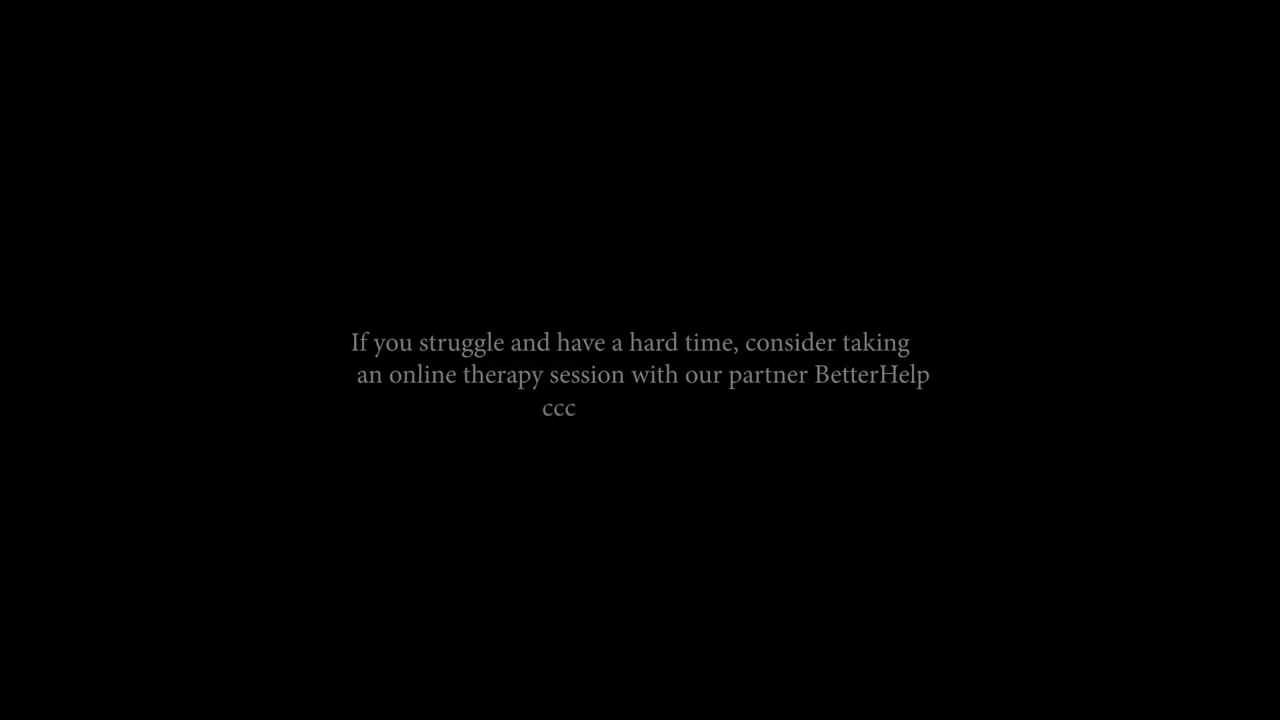 If you struggle and have a hard time, consider taking
an online therapy session with our partner BetterHelp
ccc